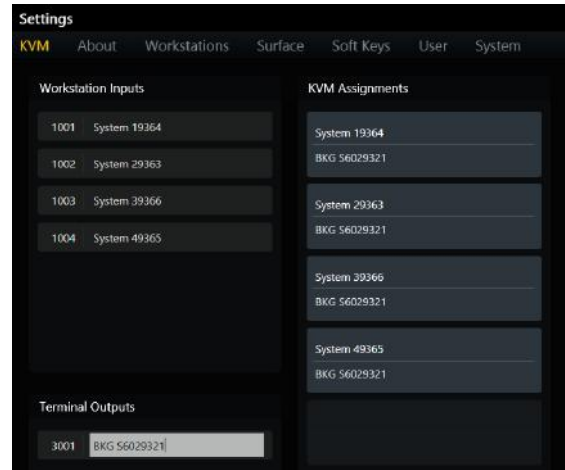 Settings
KVM About Workstations Surface Soft Keys User System
Workstation Inputs
1001 System 19364
1002 System 29363
1003 System 39366
1004 System 49365
Terminal Outputs
3001 BKG S6029321
KVM Assignments
System 19364
BKG S6029321
System 29363
BKG S6029321
System 39366
BKG S6029321
System 49365
BKG S6029321